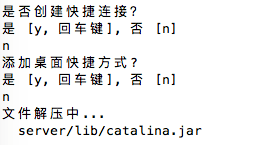 是否创建快捷连接?
是 [y, 回车键], 否 [n]
n
添加桌面快捷方式?
是 [y, 回车键], 否 [n]
n
文件解压中...
  server/lib/catalina.jar